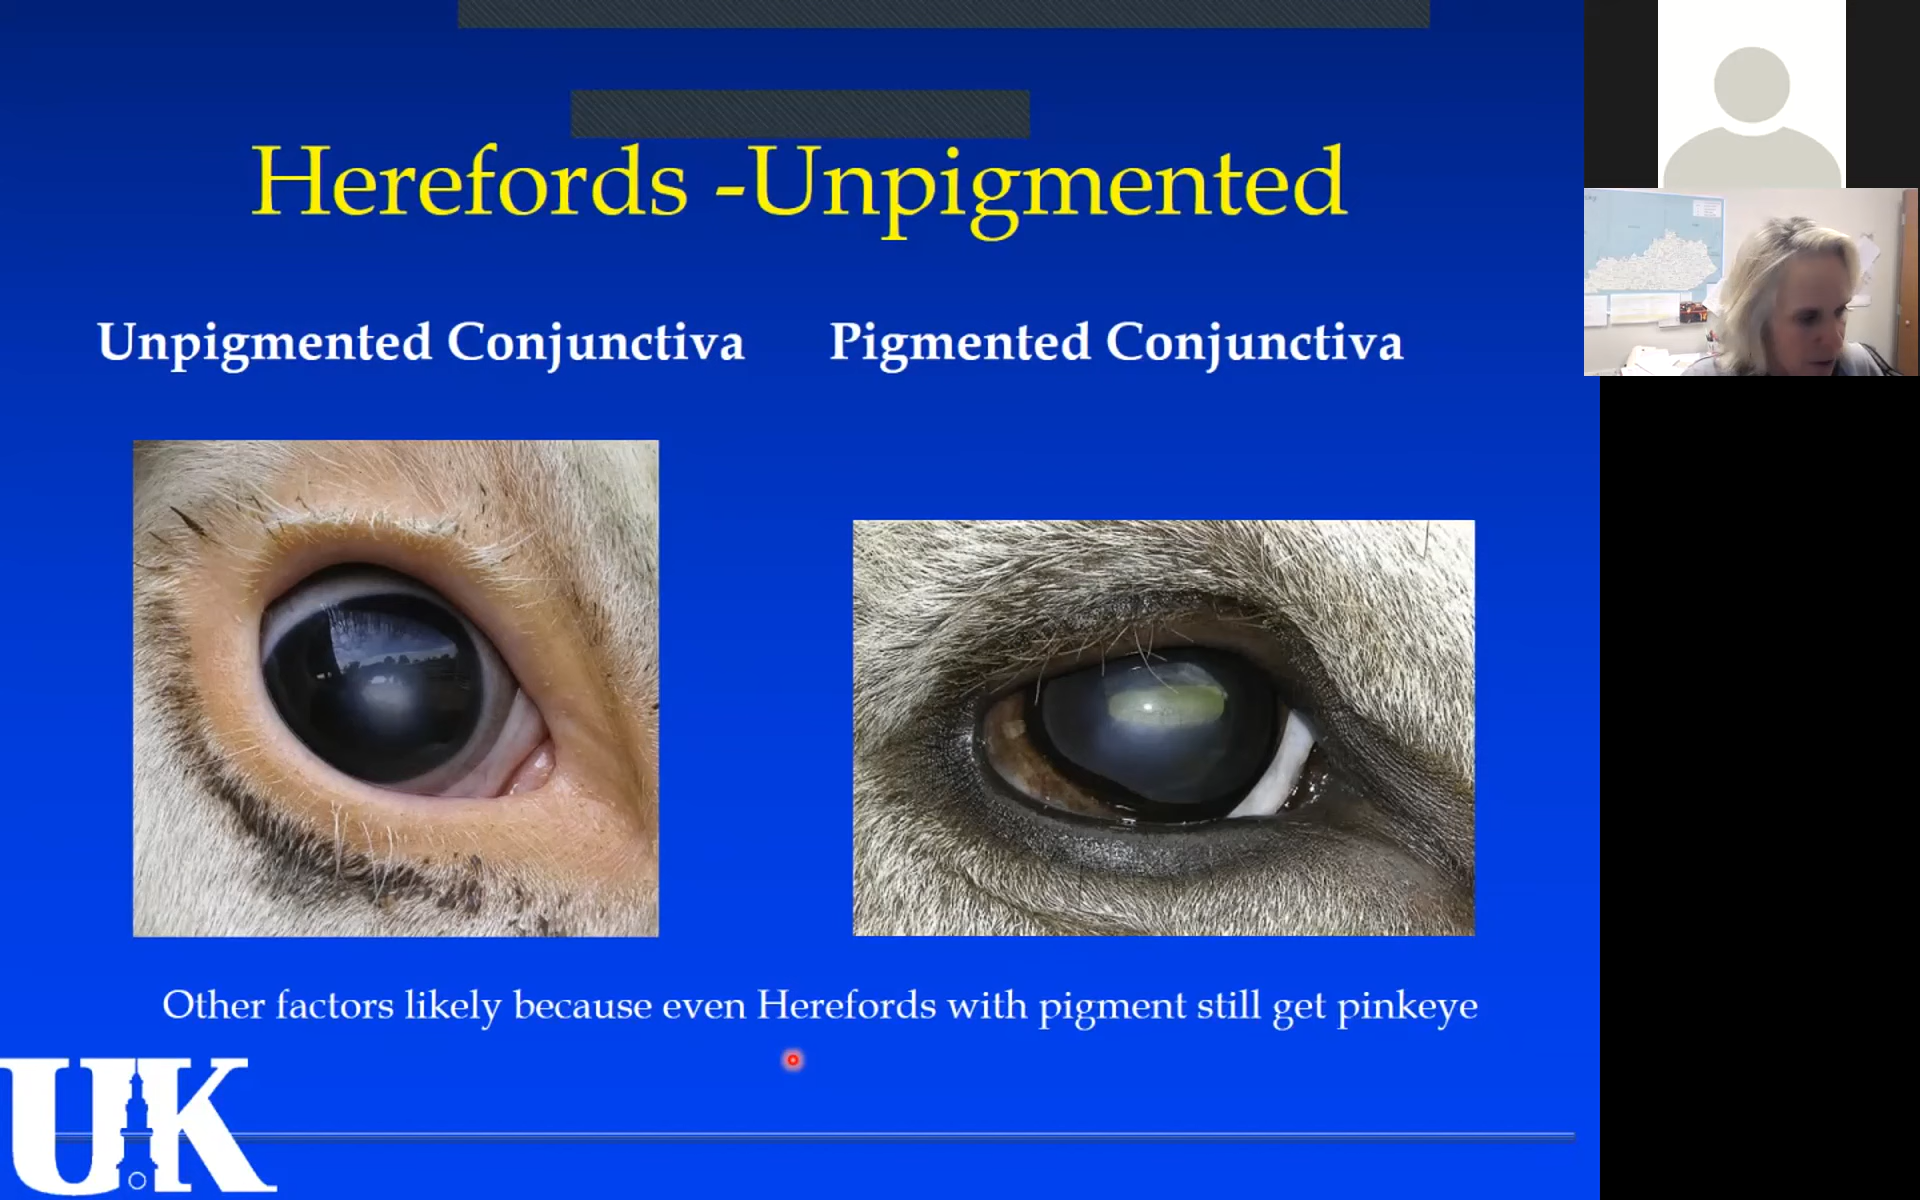 Herefords -Unpigmented
Unpigmented Conjunctiva
Pigmented Conjunctiva
Other factors likely because even Herefords with pigment still get pinkeye
UK